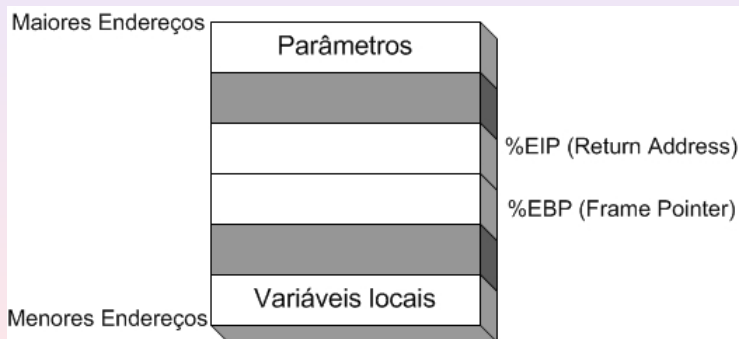 Maiores Endereços
Parâmetros
%EIP (Return Address)
%EBP (Frame Pointer)
Variáveis locais
Menores Endereços